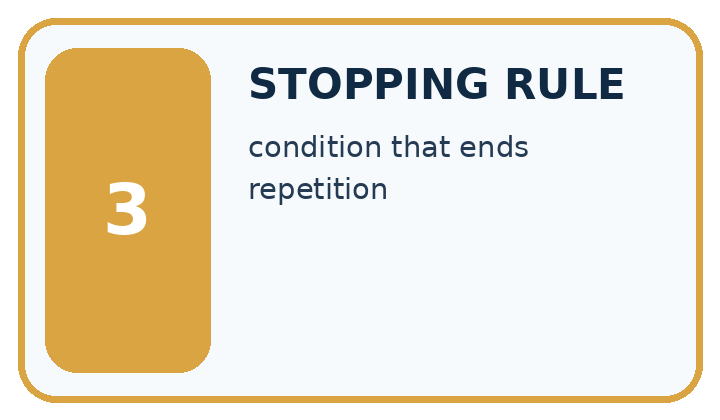 3
STOPPING RULE
condition that ends
repetition